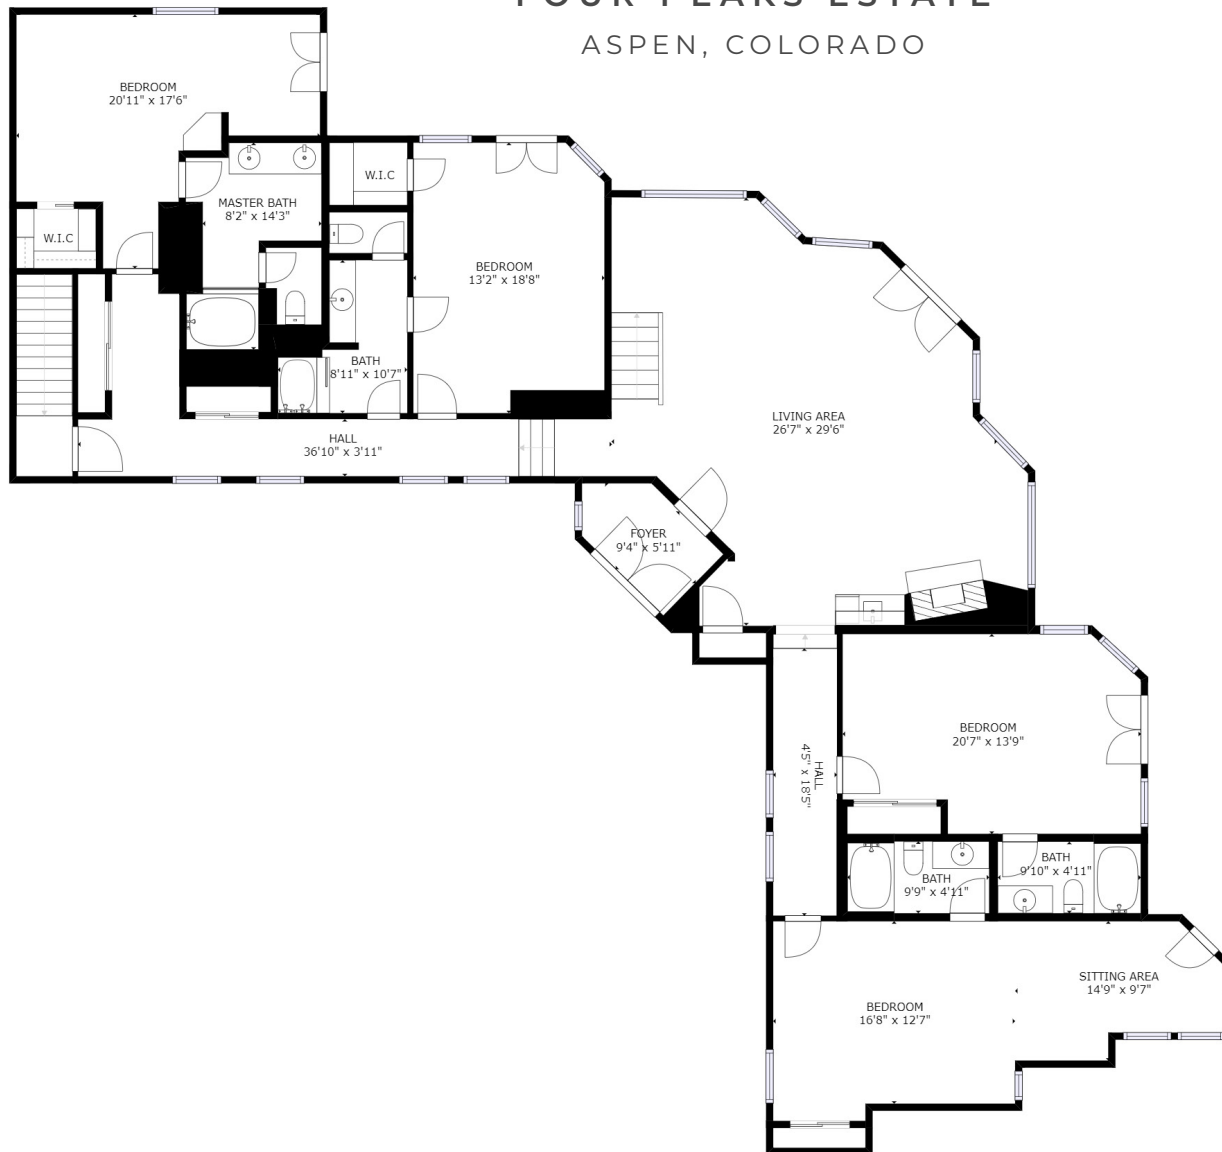 FOUR PEAKS ESTATE
ASPEN, COLORADO
BEDROOM
20'11" x 17'6"
W.I.C
MASTER BATH
8'2" x 14'3"
W.I.C
BEDROOM
13'2" x 18'8"
BATH
8'11" x 10'7"
LIVING AREA
26'7" x 29'6"
HALL
36'10" x 3'11"
FOYER
9'4" x 5'11"
BEDROOM
20'7" x 13'9"
HALL
4'5" x 18'5"
BATH
9'9" x 4'11"
BATH
9'10" x 4'11"
SITTING AREA
14'9" x 9'7"
BEDROOM
16'8" x 12'7"